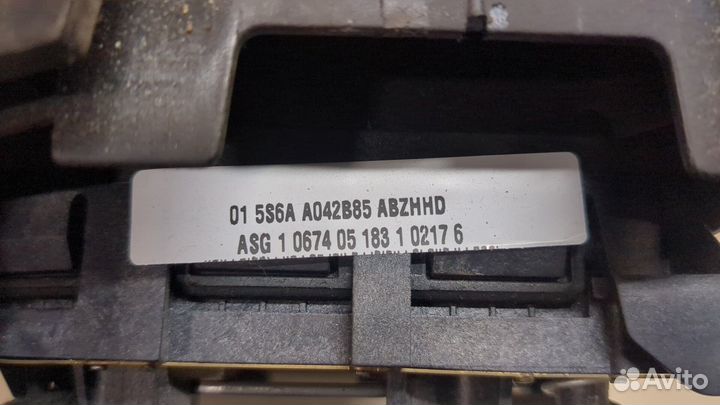 01 5S6A A042B85 ABZHHD
ASG 1 0674 05 183 1 0217 6
Avito